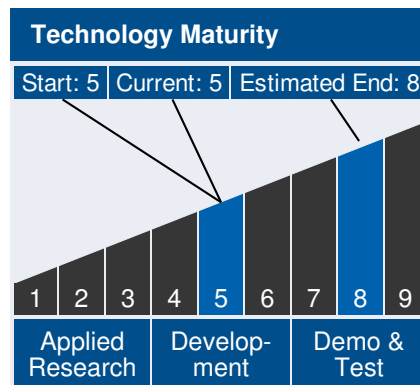 Technology Maturity
Start: 5 Current: 5 Estimated End: 8
1 2 3 4 5 6 7 8 9
Applied
Research
Develop-
ment
Demo &
Test